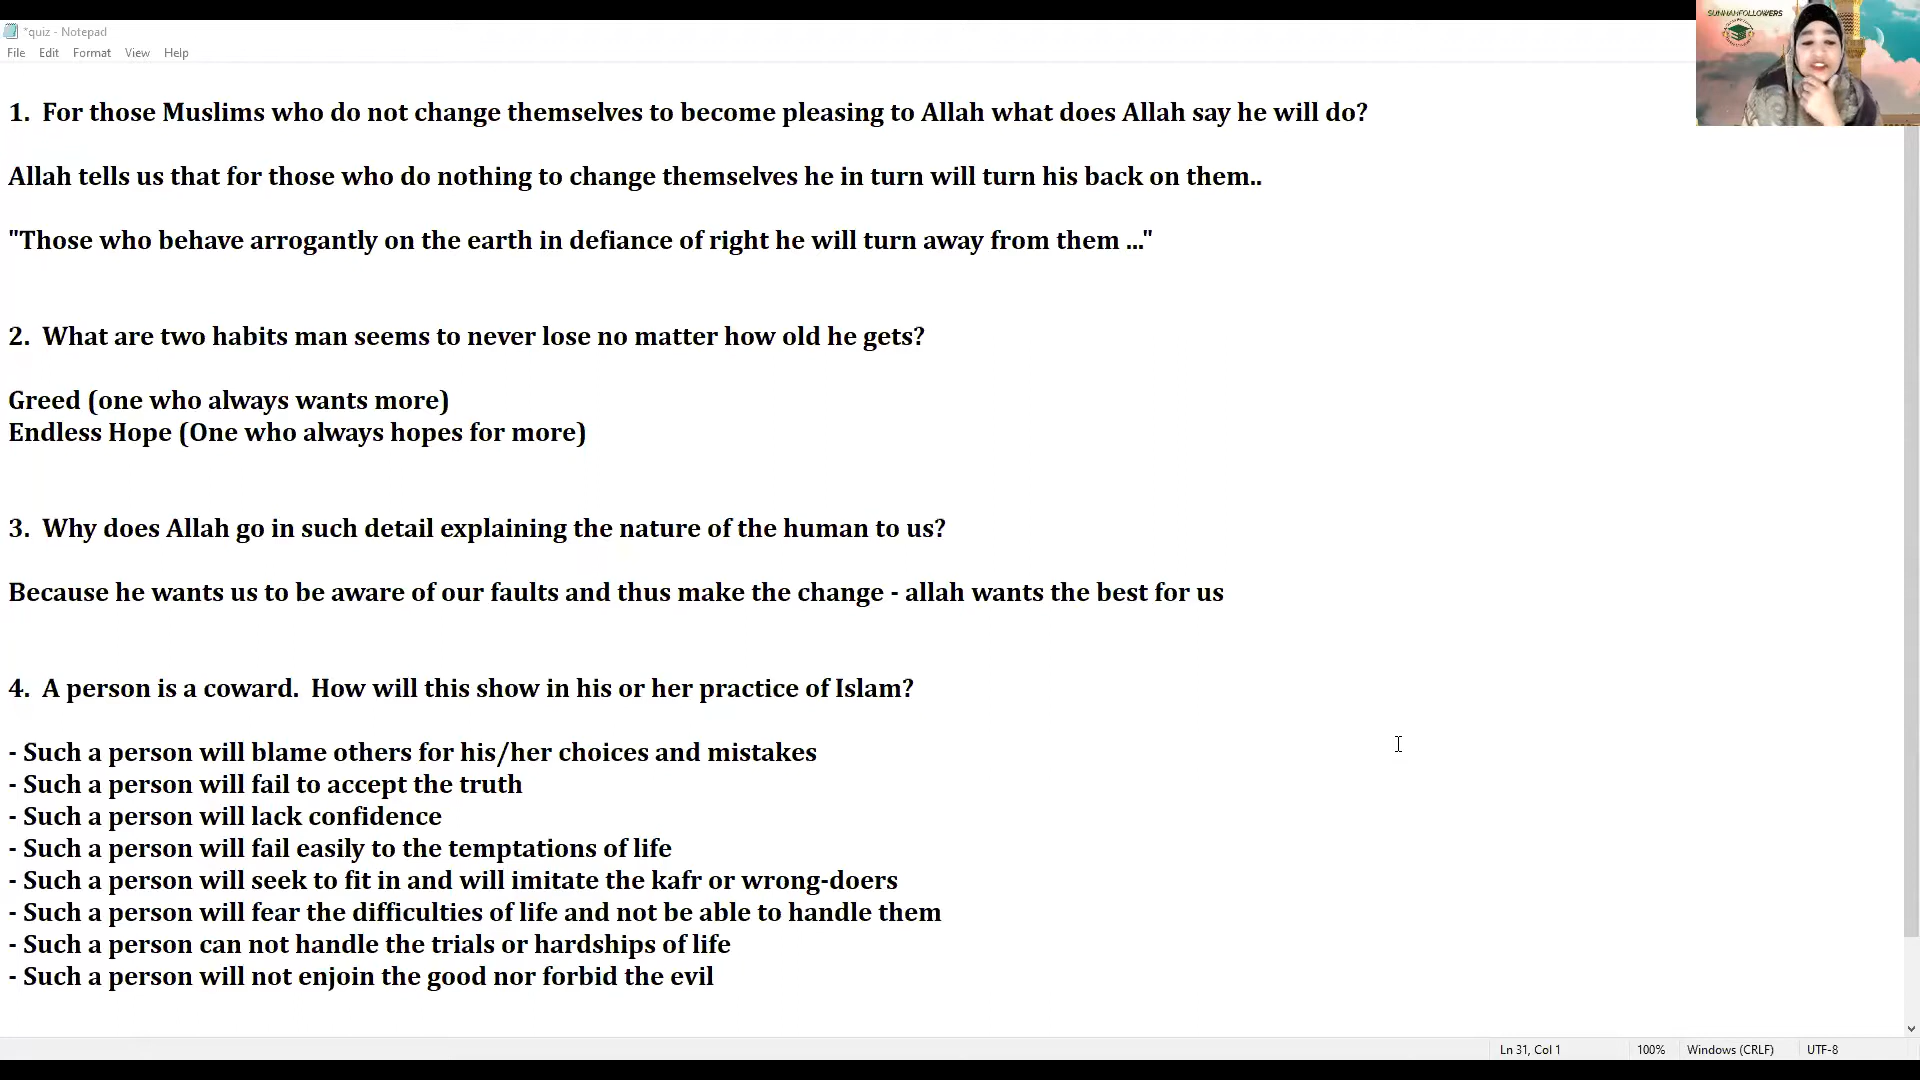 *quiz - Notepad
File Edit Format View Help
SUNNAHFOLLOWERS
1.  For those Muslims who do not change themselves to become pleasing to Allah what does Allah say he will do?
Allah tells us that for those who do nothing to change themselves he in turn will turn his back on them..
"Those who behave arrogantly on the earth in defiance of right he will turn away from them ..."
2.  What are two habits man seems to never lose no matter how old he gets?
Greed (one who always wants more)
Endless Hope (One who always hopes for more)
3.  Why does Allah go in such detail explaining the nature of the human to us?
Because he wants us to be aware of our faults and thus make the change - allah wants the best for us
4.  A person is a coward.  How will this show in his or her practice of Islam?
- Such a person will blame others for his/her choices and mistakes
- Such a person will fail to accept the truth
- Such a person will lack confidence
- Such a person will fail easily to the temptations of life
- Such a person will seek to fit in and will imitate the kafr or wrong-doers
- Such a person will fear the difficulties of life and not be able to handle them
- Such a person can not handle the trials or hardships of life
- Such a person will not enjoin the good nor forbid the evil
Ln 31, Col 1 100% Windows (CRLF) UTF-8